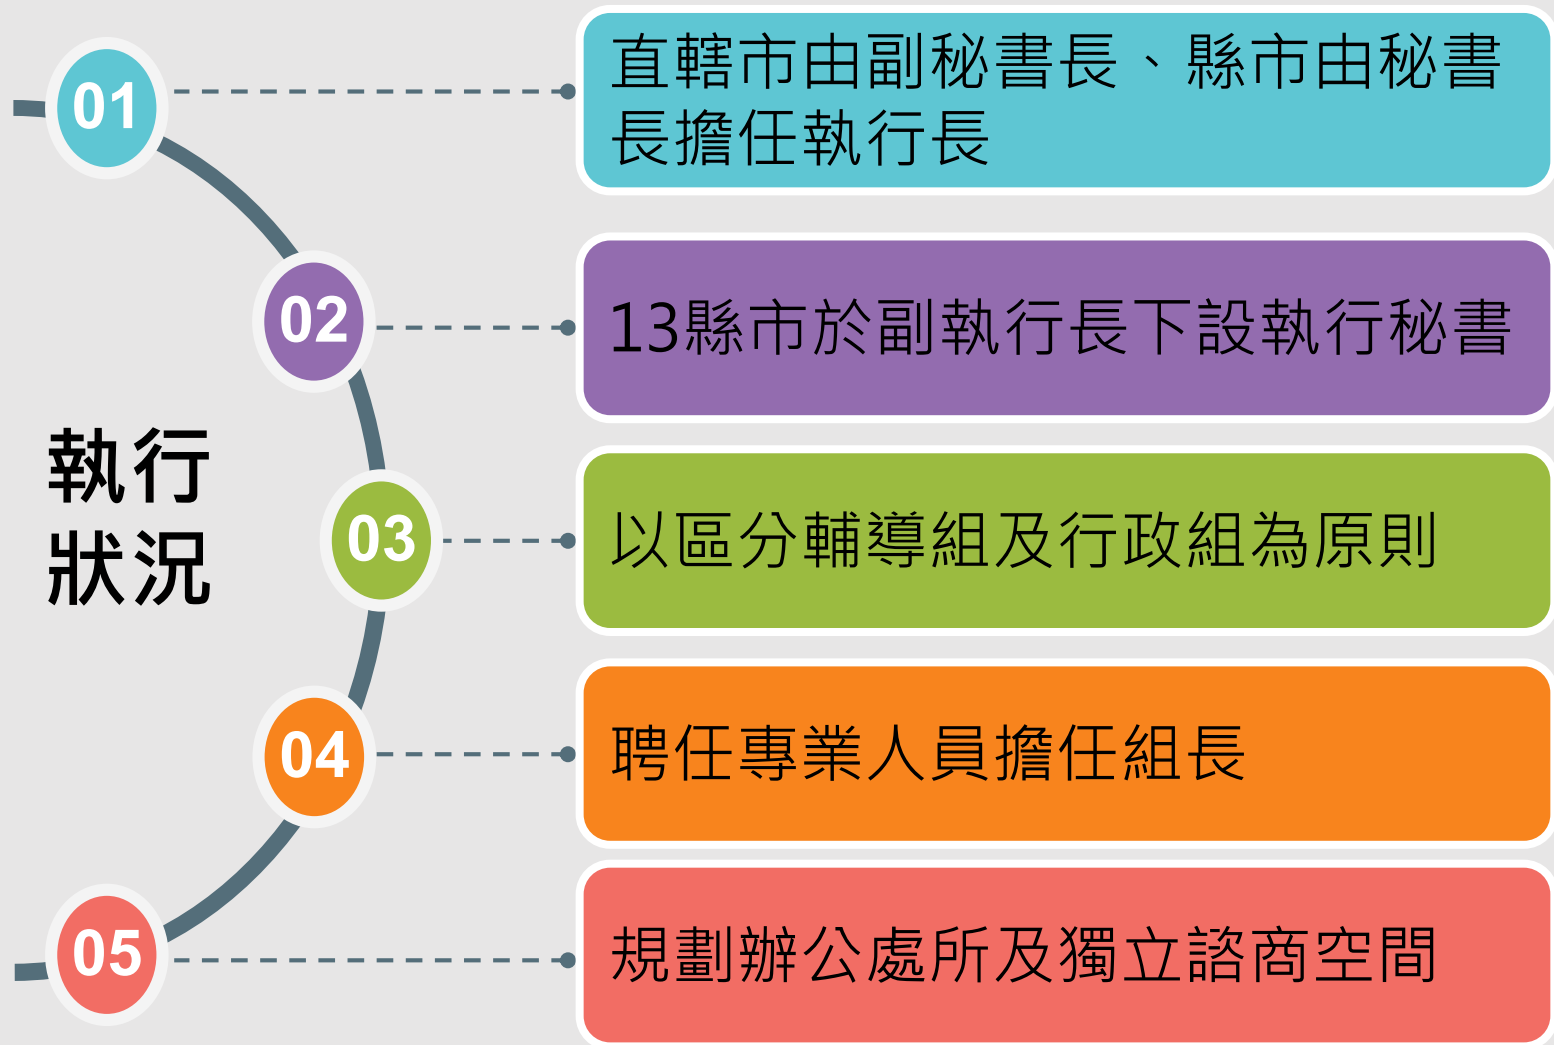 執行
狀況
01
直轄市由副秘書長、縣市由秘書
長擔任執行長
02
13縣市於副執行長下設執行秘書
03
以區分輔導組及行政組為原則
04
聘任專業人員擔任組長
05
規劃辦公處所及獨立諮商空間